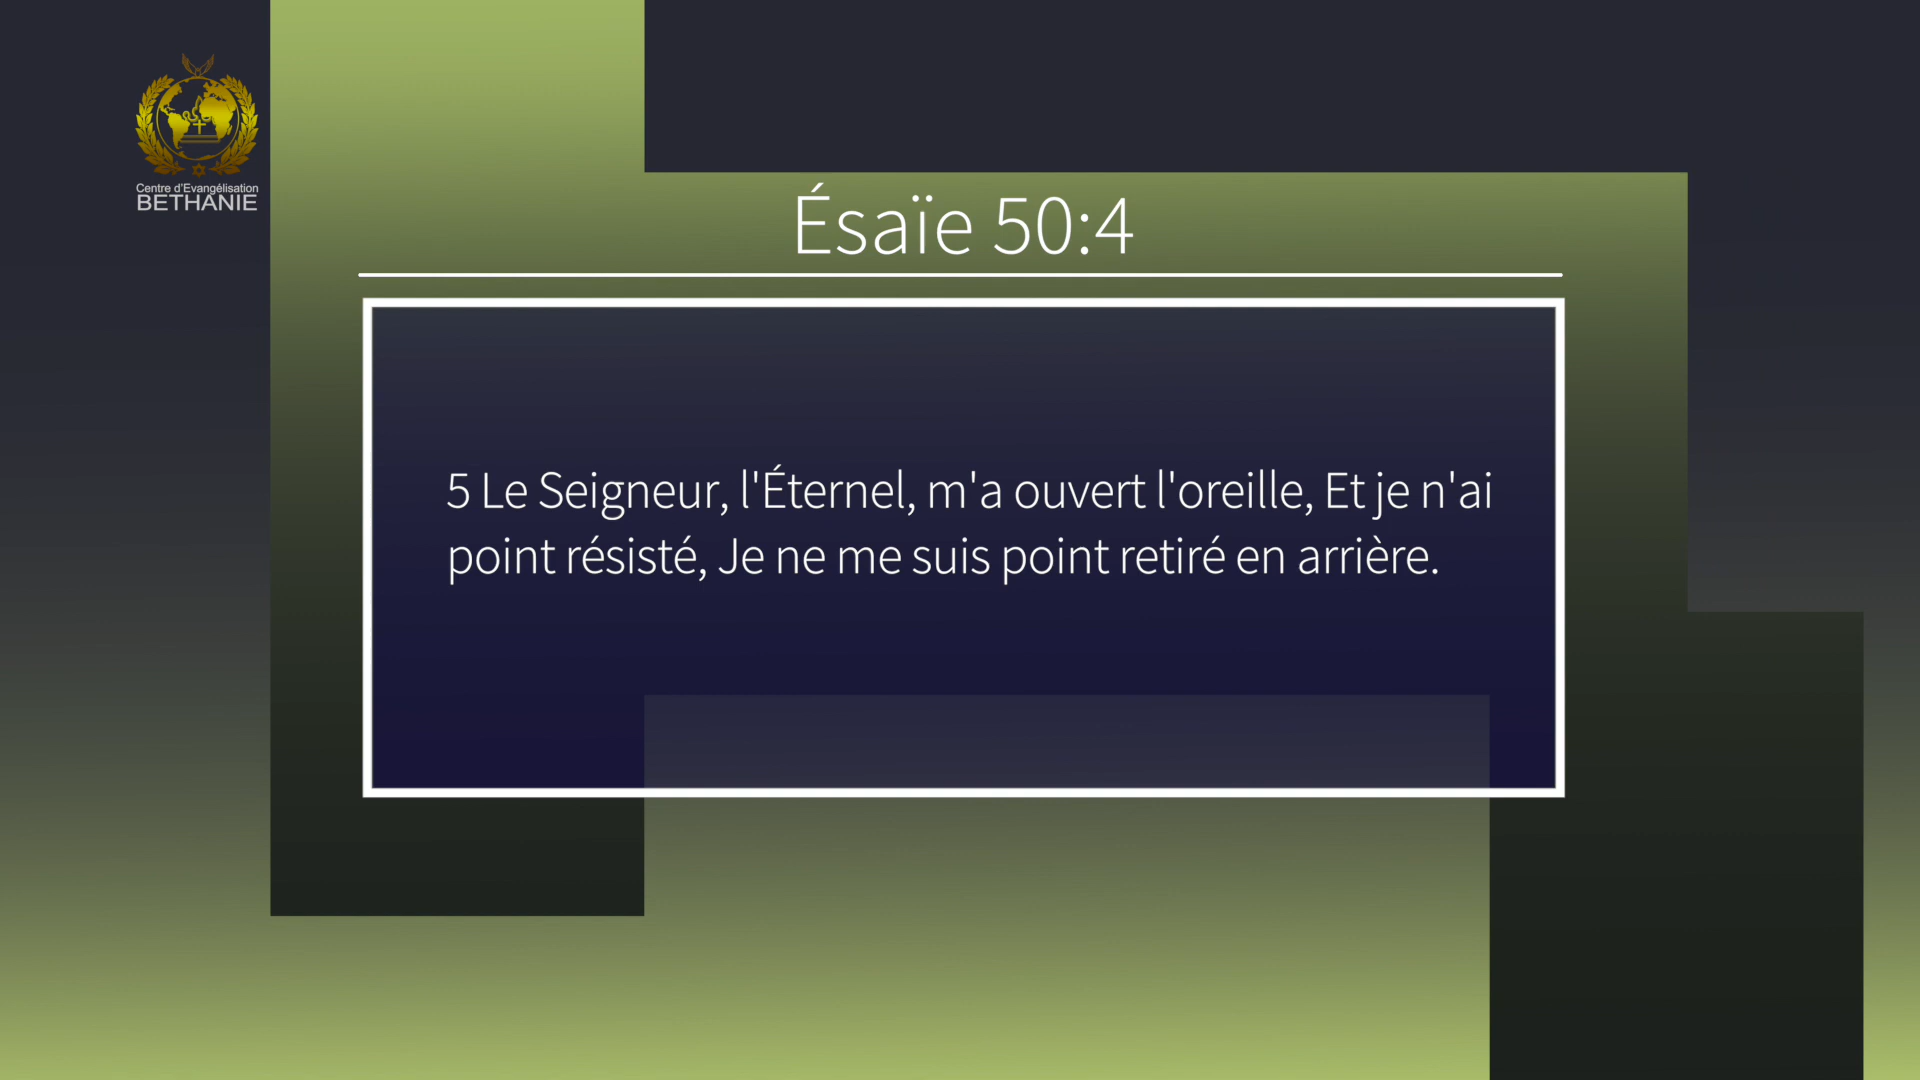 Centre d'Evangélisation
BETHANIE
Ésaïe 50:4
5 Le Seigneur, l'Éternel, m'a ouvert l'oreille, Et je n'ai
point résisté, Je ne me suis point retiré en arrière.